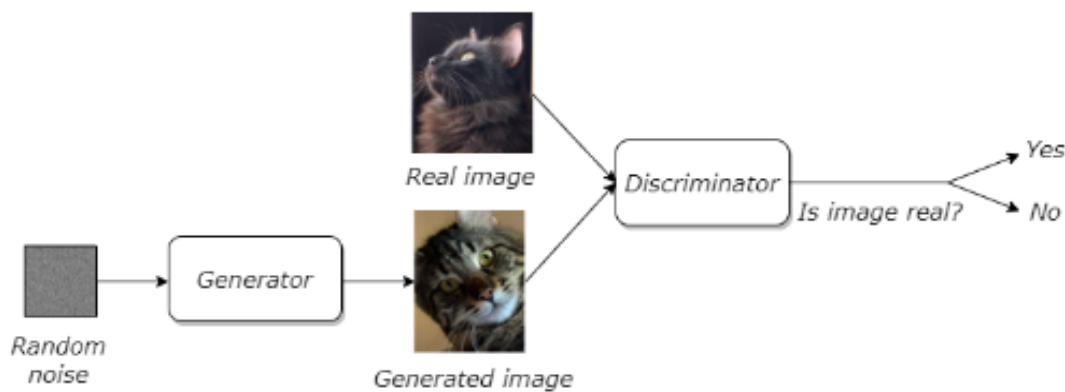 Real image
Discriminator
Yes
Is image real?
No
Generator
Random
noise
Generated image